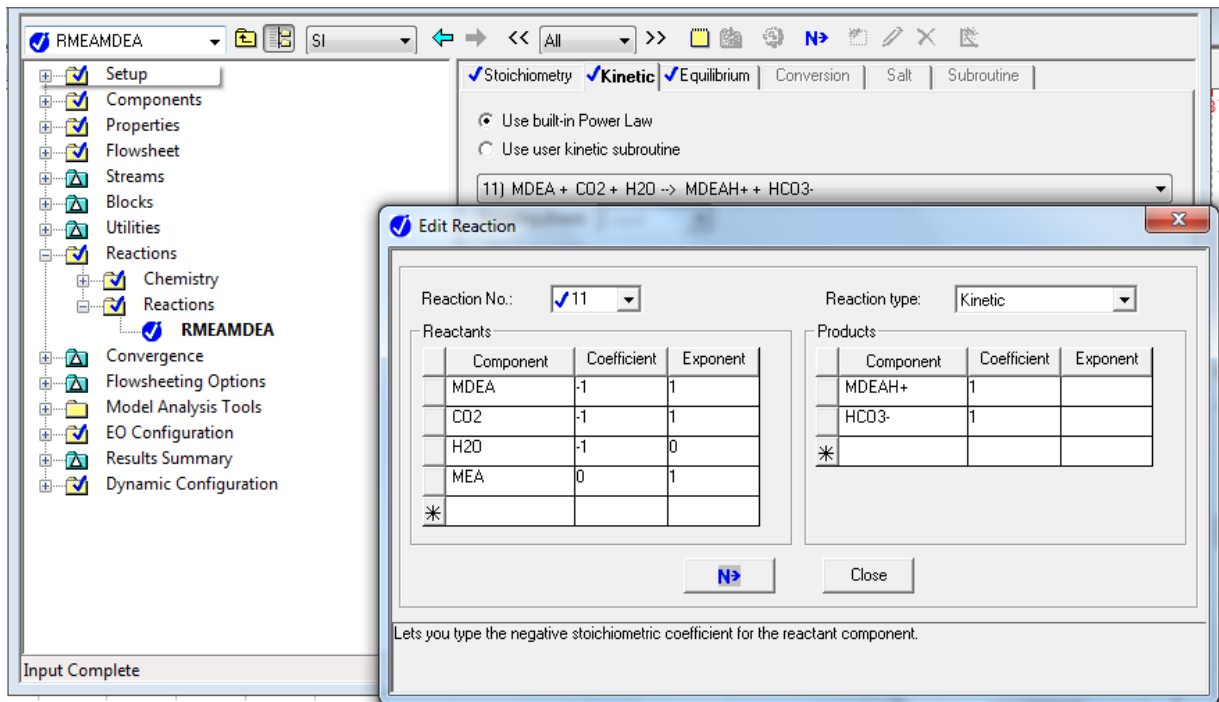 RMEAMDEA SI << All >> N>
Setup
Components
Properties
Flowsheet
Streams
Blocks
Utilities
Reactions
Chemistry
Reactions
RMEAMDEA
Convergence
Flowsheeting Options
Model Analysis Tools
EO Configuration
Results Summary
Dynamic Configuration
Input Complete
Stoichiometry Kinetic Equilibrium Conversion Salt Subroutine
Use built-in Power Law
Use user kinetic subroutine
11) MDEA + CO2 + H2O --> MDEAH+ + HCO3-
Edit Reaction
Reaction No.: 11 Reaction type: Kinetic
Reactants
Component Coefficient Exponent
MDEA -1 1
CO2 -1 1
H2O -1 0
MEA 0 1
Products
Component Coefficient Exponent
MDEAH+ 1
HCO3- 1
N> Close
Lets you type the negative stoichiometric coefficient for the reactant component.